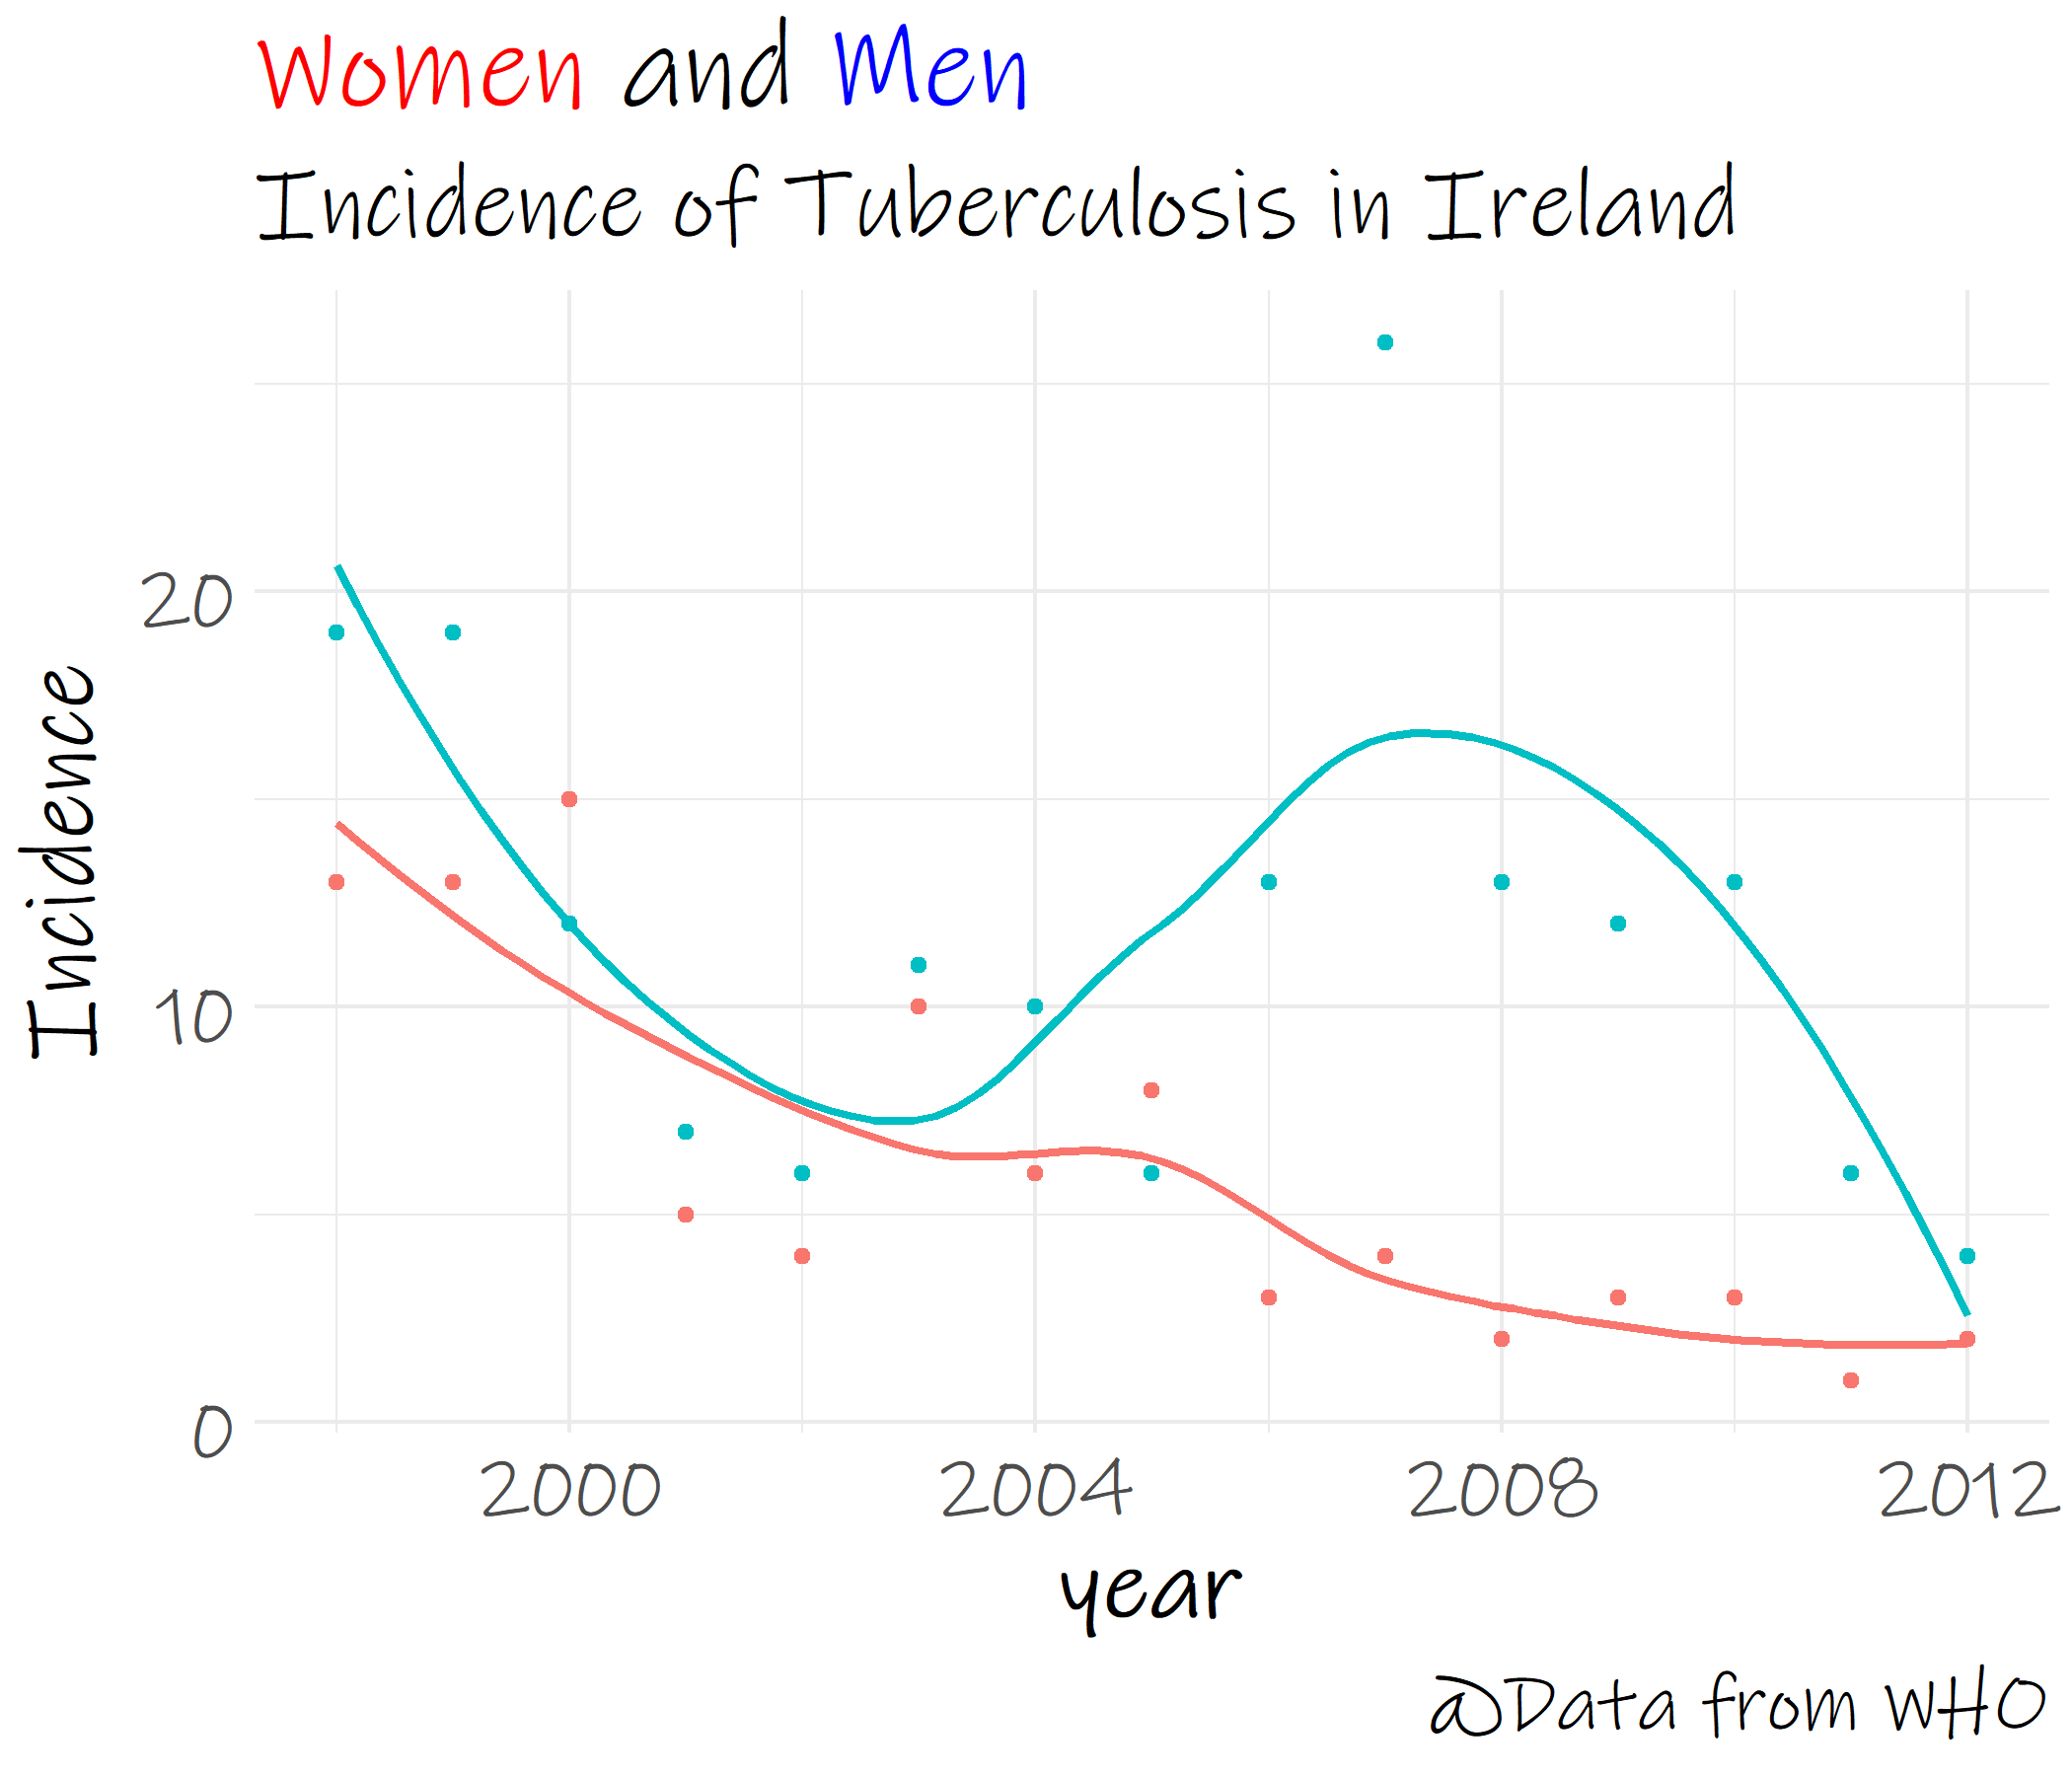 Women and Men
Incidence of Tuberculosis in Ireland
20
10
0
Incidence
2000 2004 2008 2012
year
@Data from WHO